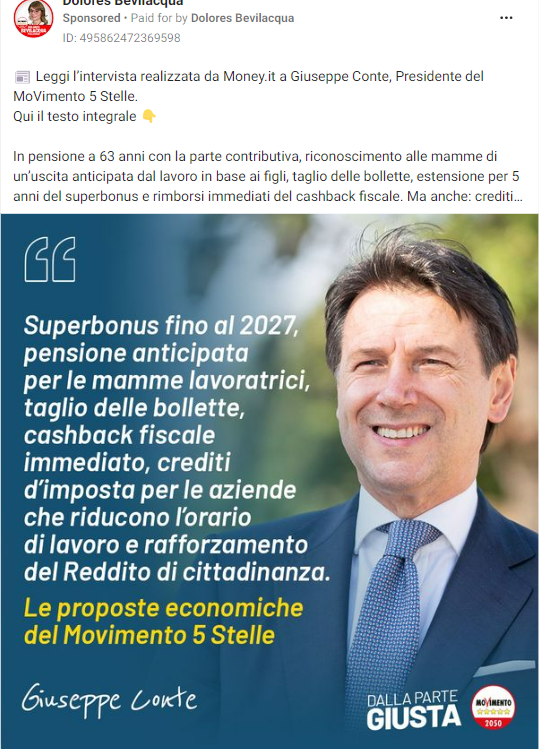 Dolores Bevilacqua
Sponsored • Paid for by Dolores Bevilacqua
ID: 495862472369598
📰 Leggi l'intervista realizzata da Money.it a Giuseppe Conte, Presidente del
MoVimento 5 Stelle.
Qui il testo integrale 👇
In pensione a 63 anni con la parte contributiva, riconoscimento alle mamme di
un'uscita anticipata dal lavoro in base ai figli, taglio delle bollette, estensione per 5
anni del superbonus e rimborsi immediati del cashback fiscale. Ma anche: crediti...
Superbonus fino al 2027,
pensione anticipata
per le mamme lavoratrici,
taglio delle bollette,
cashback fiscale
immediato, crediti
d'imposta per le aziende
che riducono l'orario
di lavoro e rafforzamento
del Reddito di cittadinanza.
Le proposte economiche
del Movimento 5 Stelle
Giuseppe Conte
DALLA PARTE
GIUSTA
MOVIMENTO
2050